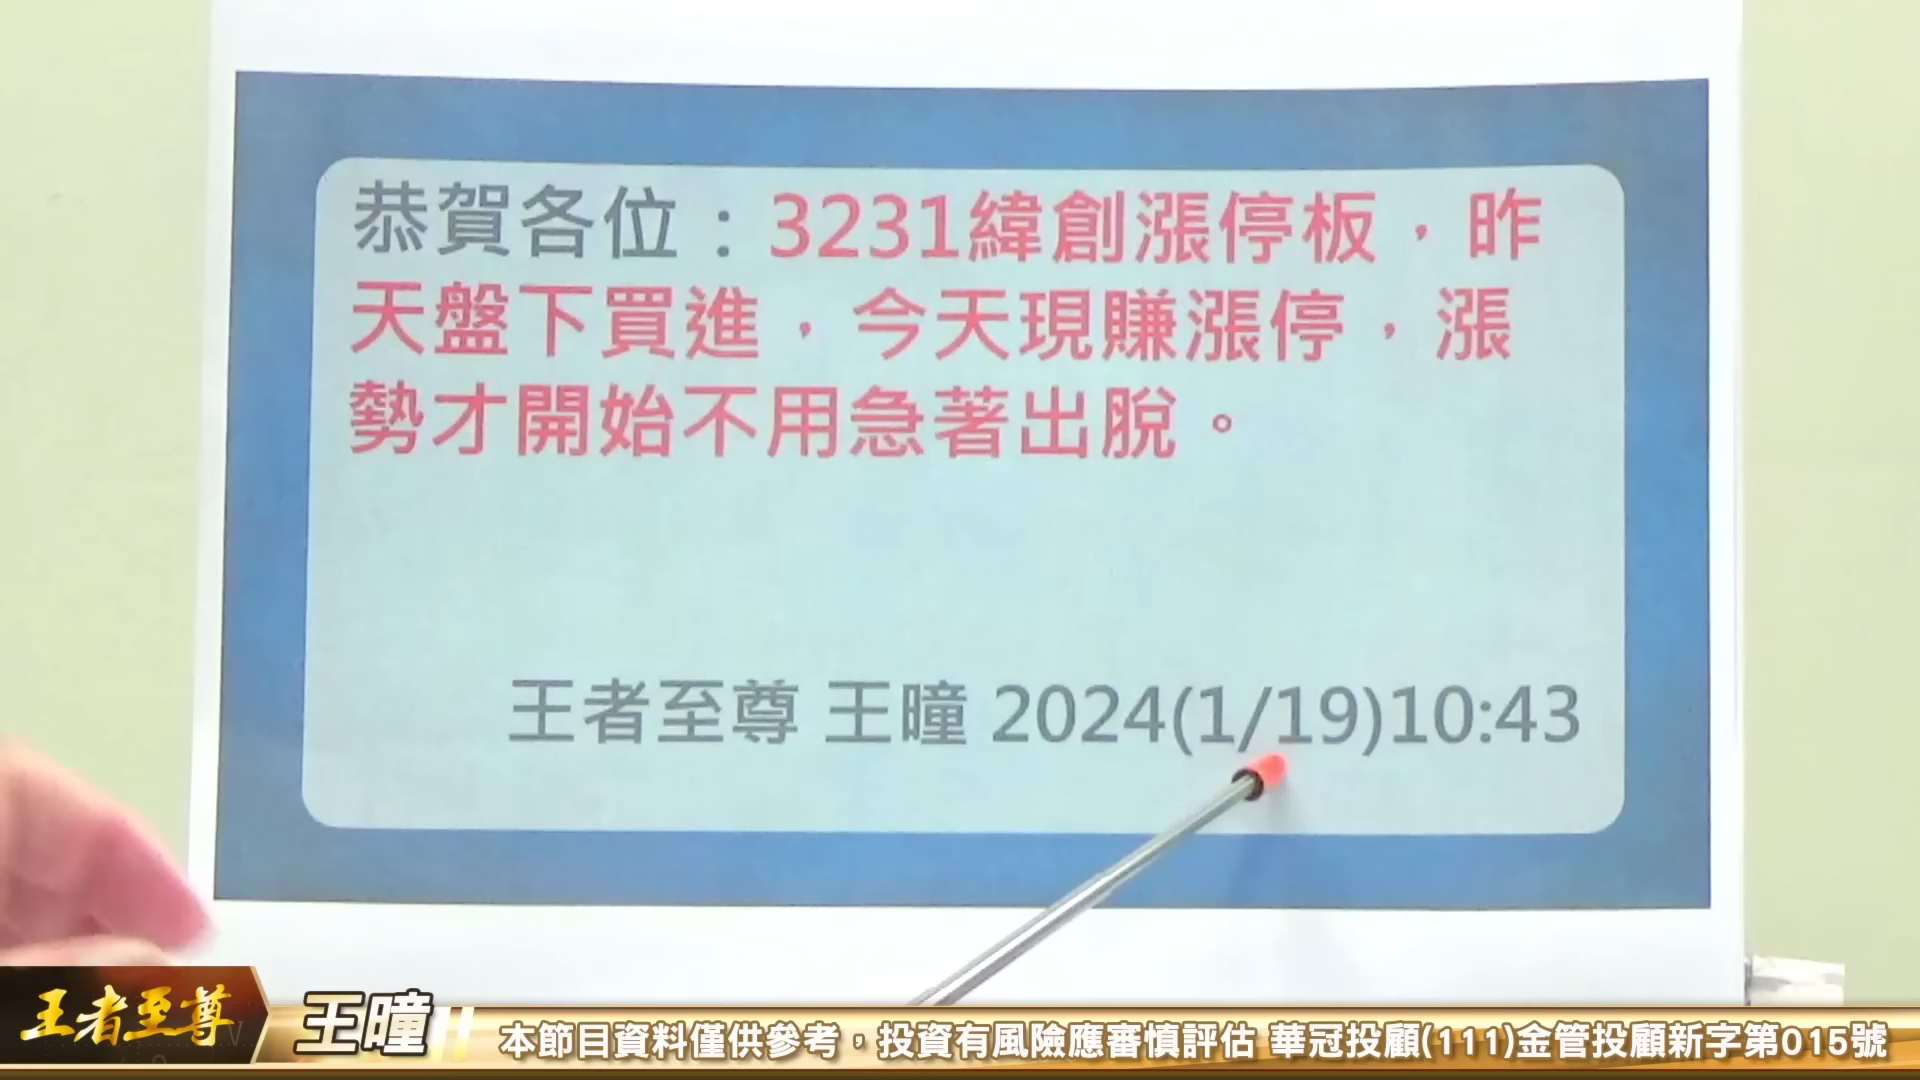 恭賀各位：3231緯創漲停板，昨
天盤下買進，今天現賺漲停，漲
勢才開始不用急著出脫。
王者至尊 王曈 2024(1/19)10:43
王者至尊
王曈
本節目資料僅供參考，投資有風險應審慎評估 華冠投顧(111)金管投顧新字第015號